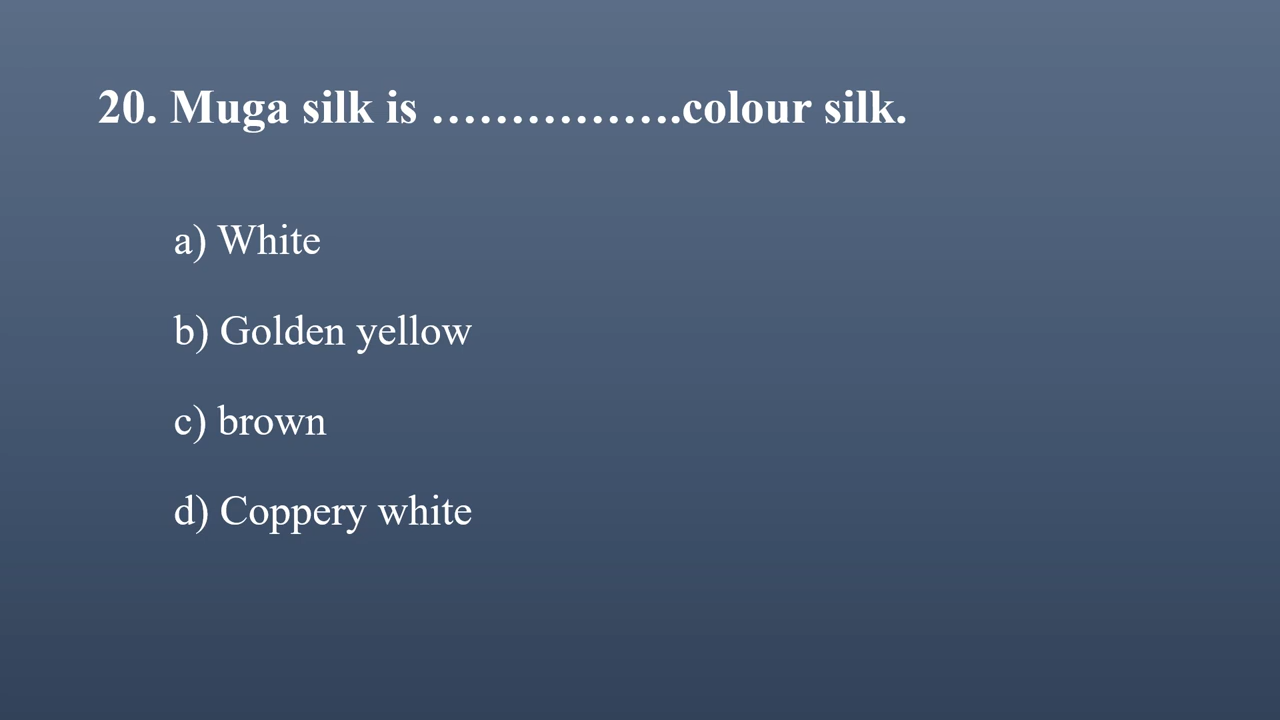 20. Muga silk is …………….colour silk.
a) White
b) Golden yellow
c) brown
d) Coppery white